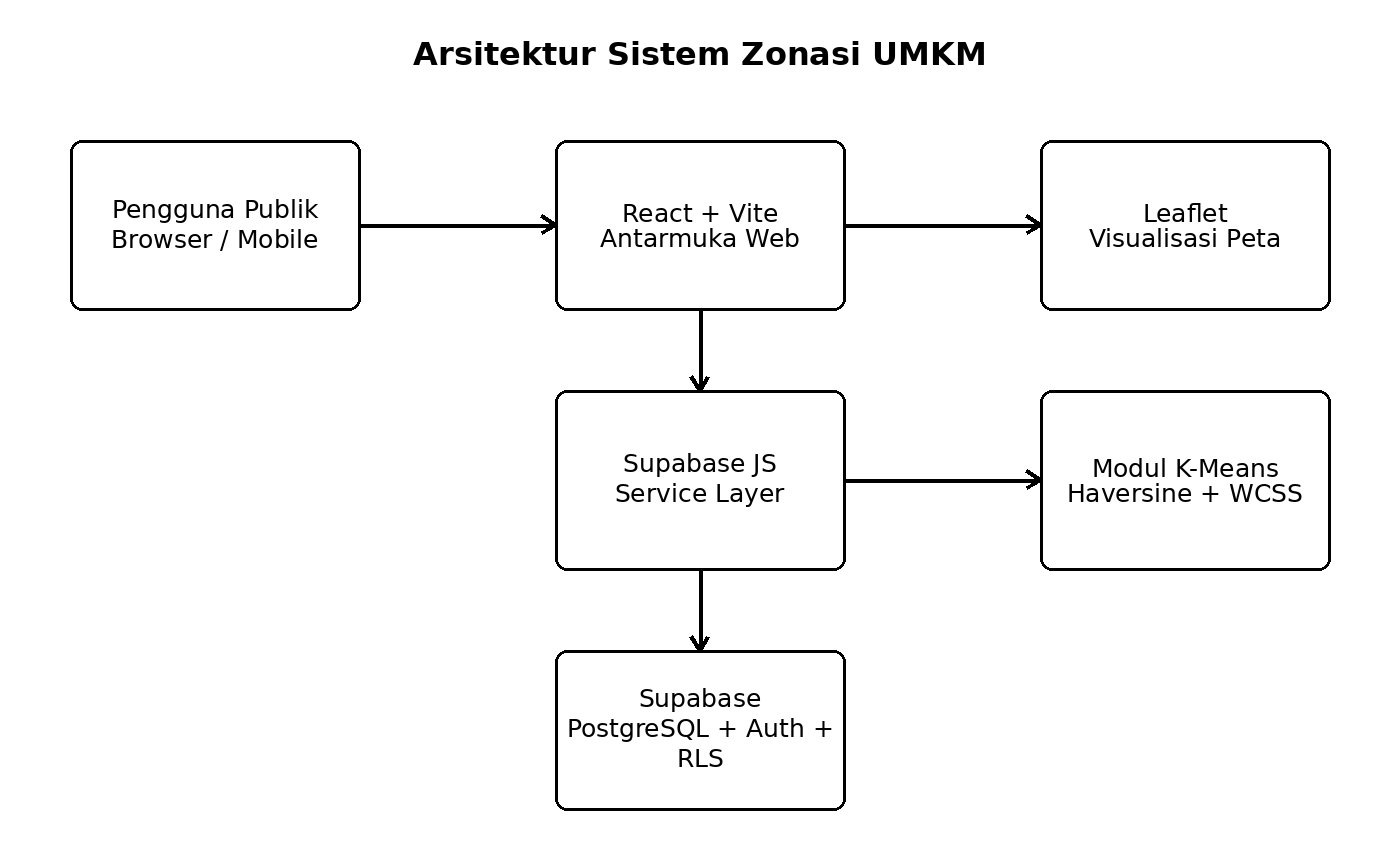 Arsitektur Sistem Zonasi UMKM
Pengguna Publik
Browser / Mobile
React + Vite
Antarmuka Web
Leaflet
Visualisasi Peta
Supabase JS
Service Layer
Modul K-Means
Haversine + WCSS
Supabase
PostgreSQL + Auth +
RLS